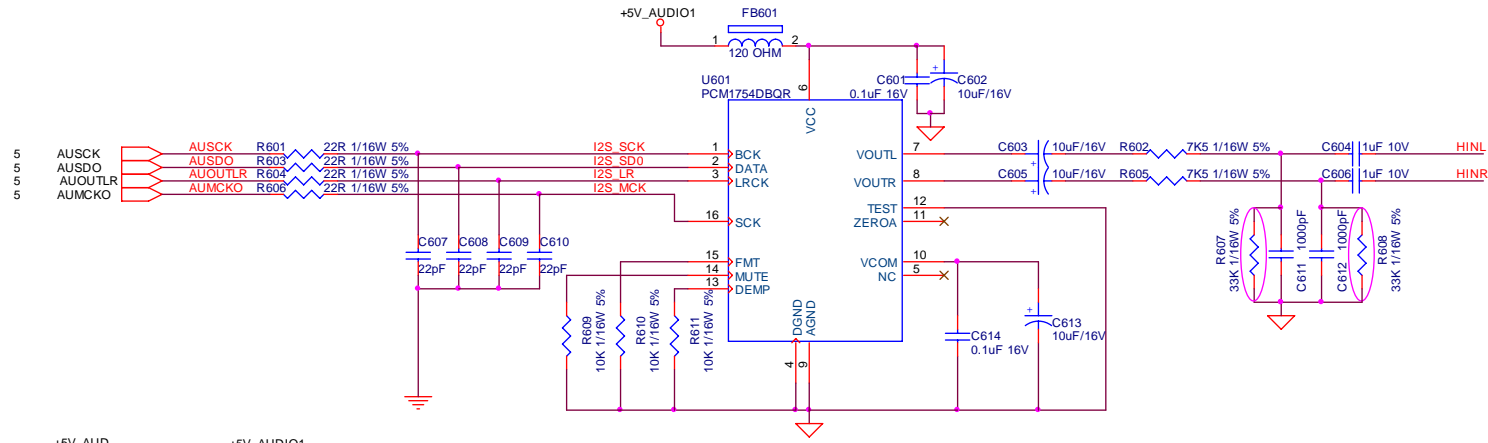 +5V_AUDIO1
FB601
1
2
120 OHM
U601
PCM1754DBQR
6
VCC
C601
0.1uF 16V
C602
10uF/16V
5 AUSCK AUSCK R601 22R 1/16W 5% I2S_SCK 1 BCK
5 AUSDO AUSDO R603 22R 1/16W 5% I2S_SD0 2 DATA
5 AUOUTLR AUOUTLR R604 22R 1/16W 5% I2S_LR 3 LRCK
5 AUMCKO AUMCKO R606 22R 1/16W 5% I2S_MCK
16 SCK
15 FMT
14 MUTE
13 DEMP
VOUTL 7 C603 10uF/16V R602 7K5 1/16W 5% C604 1uF 10V HINL
VOUTR 8 C605 10uF/16V R605 7K5 1/16W 5% C606 1uF 10V HINR
TEST 12
ZEROA 11
VCOM 10
NC 5
C607 C608 C609 C610
22pF 22pF 22pF 22pF
R609
10K 1/16W 5%
R610
10K 1/16W 5%
R611
10K 1/16W 5%
DGND
AGND
4
9
C614
0.1uF 16V
C613
10uF/16V
R607
33K 1/16W 5%
C611 1000pF
C612 1000pF
R608
33K 1/16W 5%
+5V_AUD +5V_AUDIO1